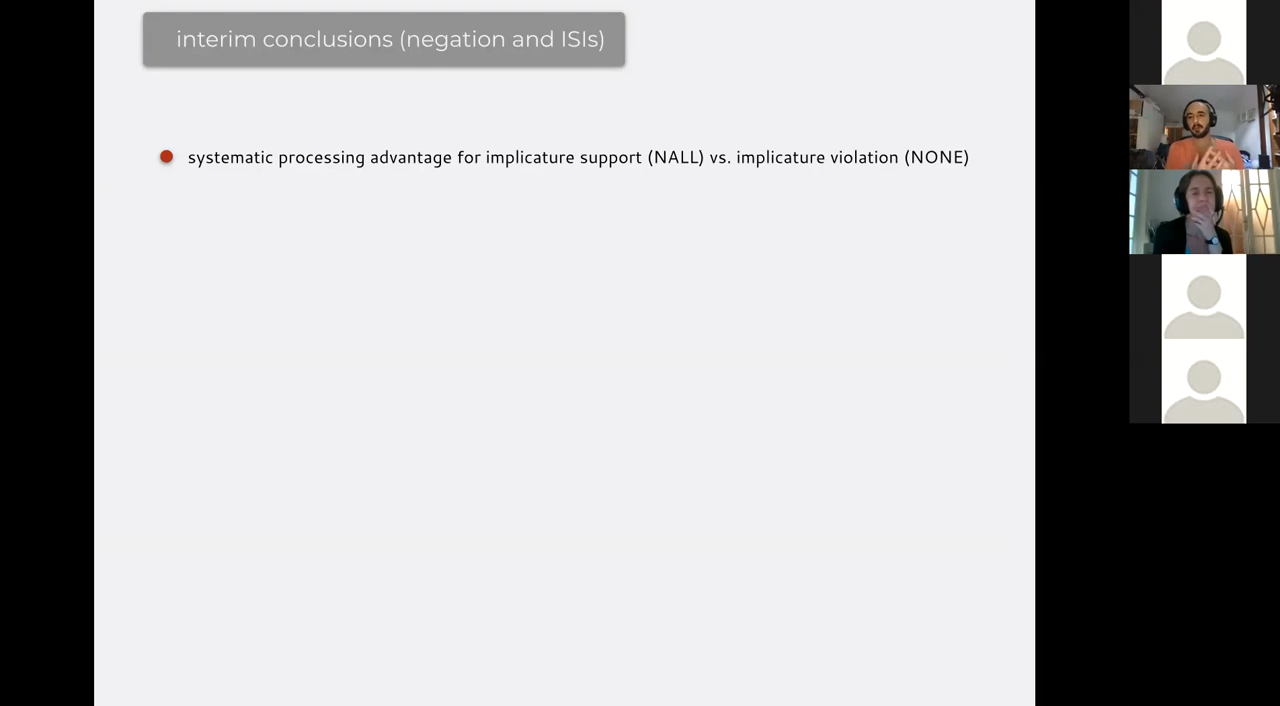 interim conclusions (negation and ISIs)
systematic processing advantage for implicature support (NALL) vs. implicature violation (NONE)